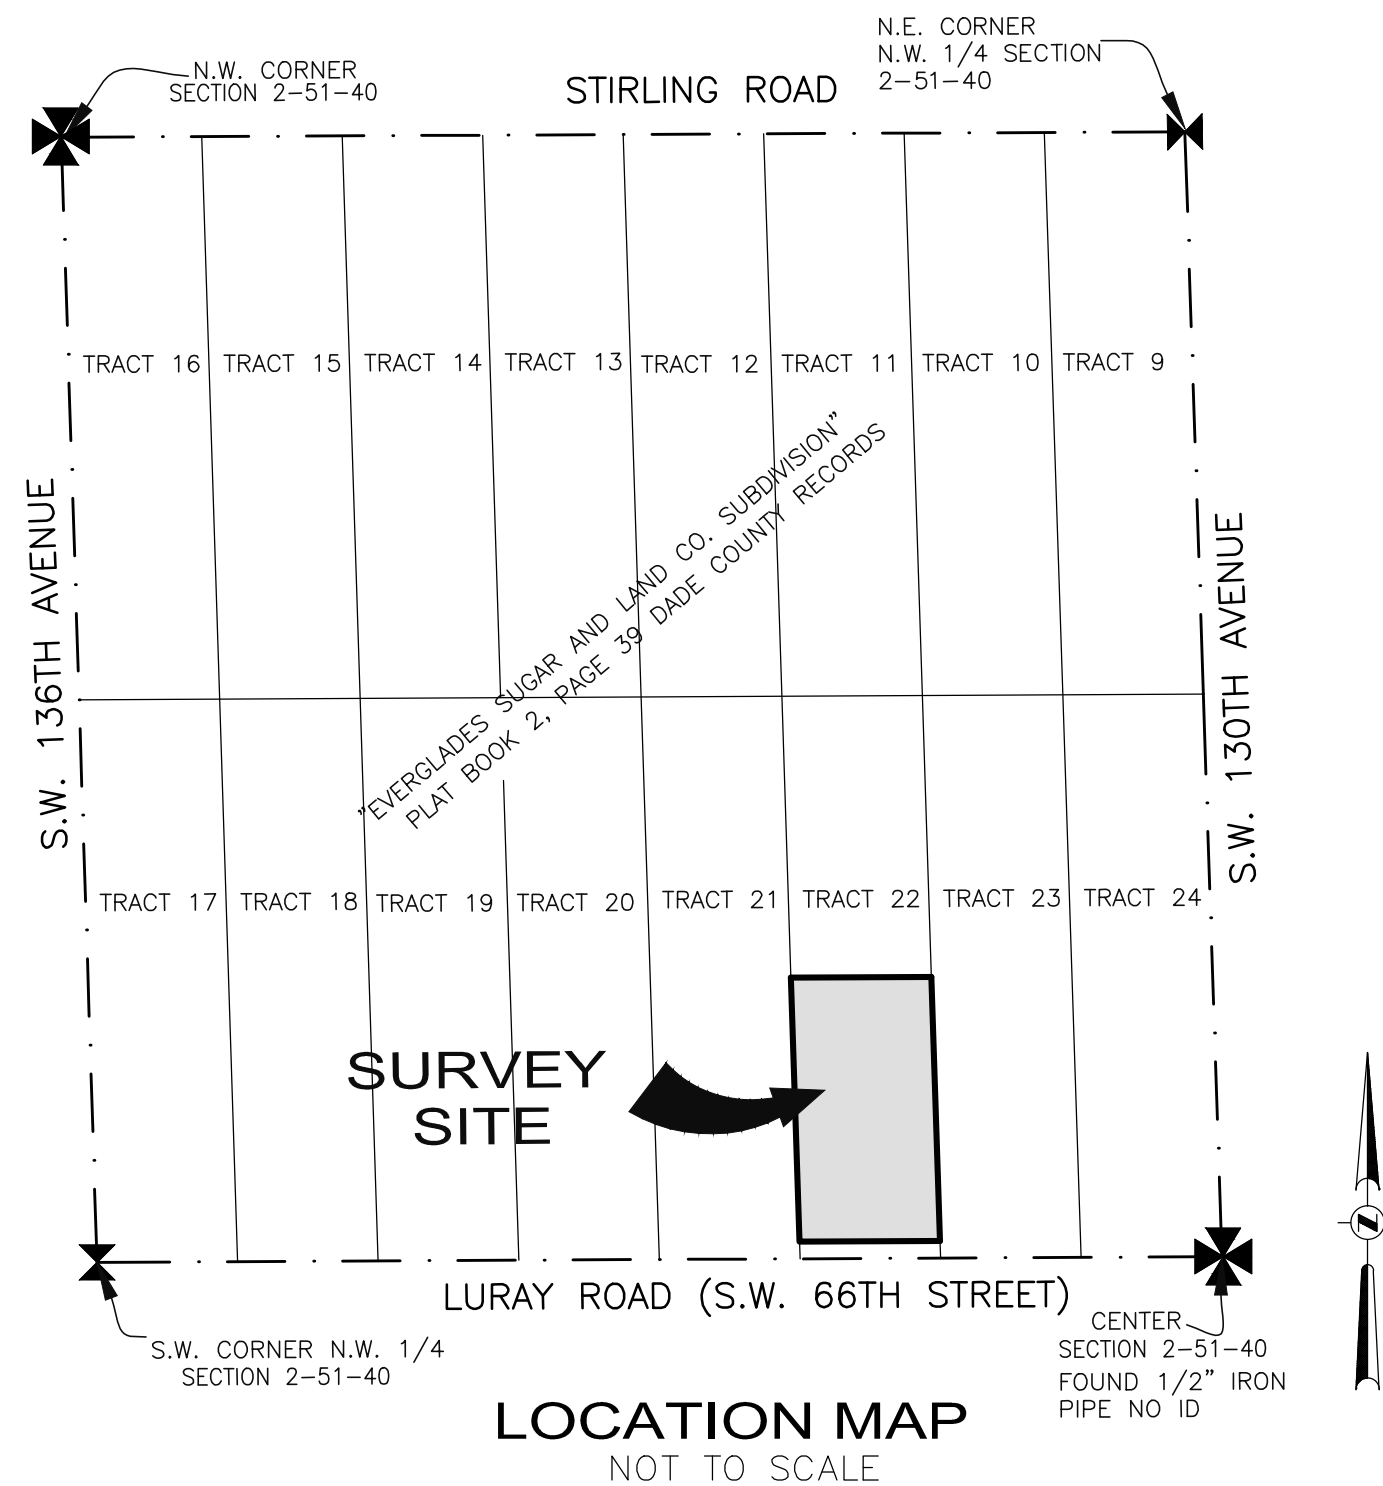 N.E. CORNER
N.W. 1/4 SECTION
2-51-40
N.W. CORNER
SECTION 2-51-40
STIRLING ROAD
TRACT 16
TRACT 15
TRACT 14
TRACT 13
TRACT 12
TRACT 11
TRACT 10
TRACT 9
"EVERGLADES SUGAR AND LAND CO. SUBDIVISION"
PLAT BOOK 2, PAGE 39 DADE COUNTY RECORDS
S.W. 136TH AVENUE
S.W. 130TH AVENUE
TRACT 17
TRACT 18
TRACT 19
TRACT 20
TRACT 21
TRACT 22
TRACT 23
TRACT 24
SURVEY
SITE
Z
LURAY ROAD (S.W. 66TH STREET)
S.W. CORNER N.W. 1/4
SECTION 2-51-40
CENTER
SECTION 2-51-40
FOUND 1/2" IRON
PIPE NO ID
LOCATION MAP
NOT TO SCALE